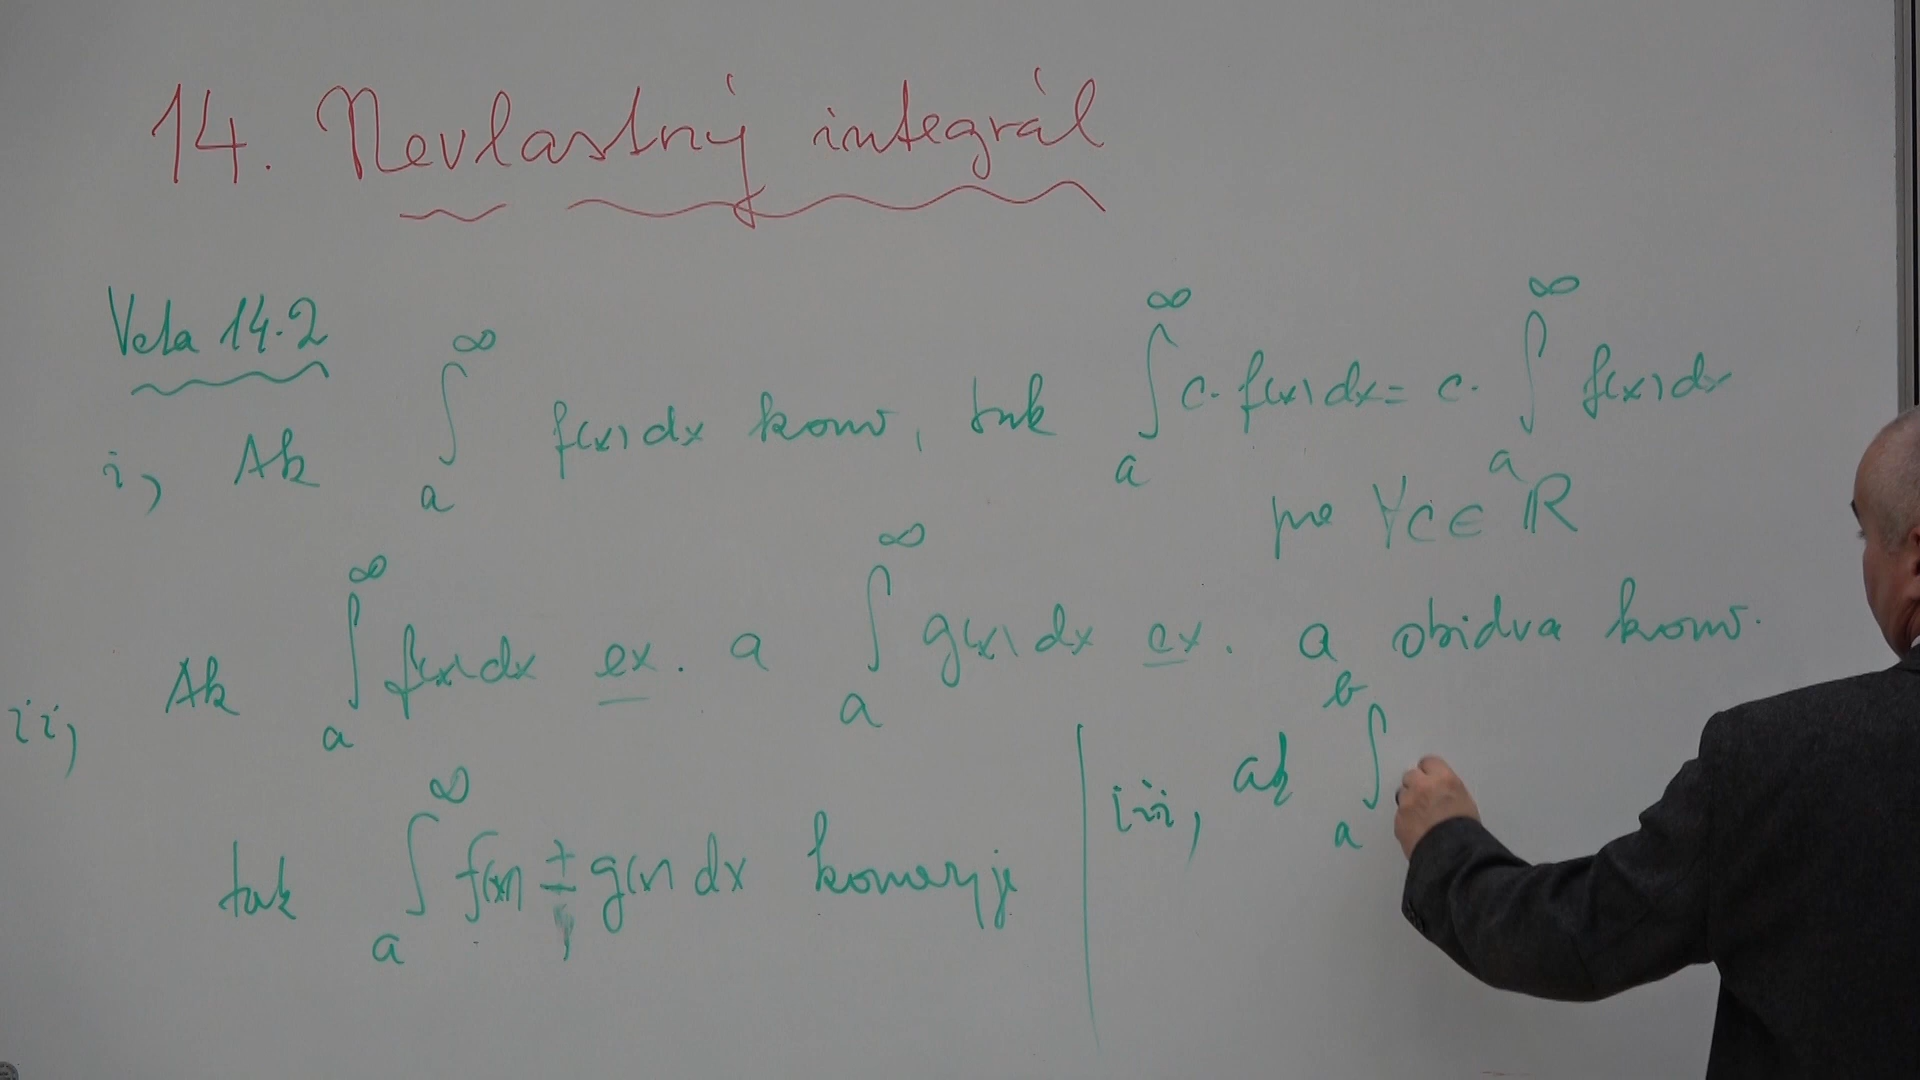 14. Nevlastný integrál
Veta 14.2
i, Ak ∫_a^∞ f(x) dx konv, tak ∫_a^∞ c. f(x) dx = c. ∫_a^∞ f(x) dx
pre ∀c∈ℝ
ii, Ak ∫_a^∞ f(x) dx ex. a ∫_a^∞ g(x) dx ex. a obidva konv.
tak ∫_a^∞ f(x) ± g(x) dx konverguje
iii, ak ∫_a^b